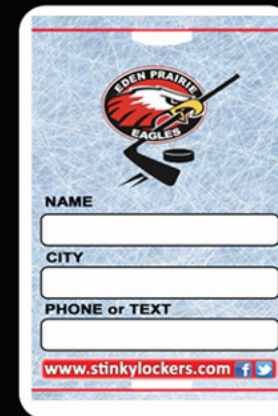 EDEN PRAIRIE
EAGLES
NAME
CITY
PHONE or TEXT
www.stinkylockers.com